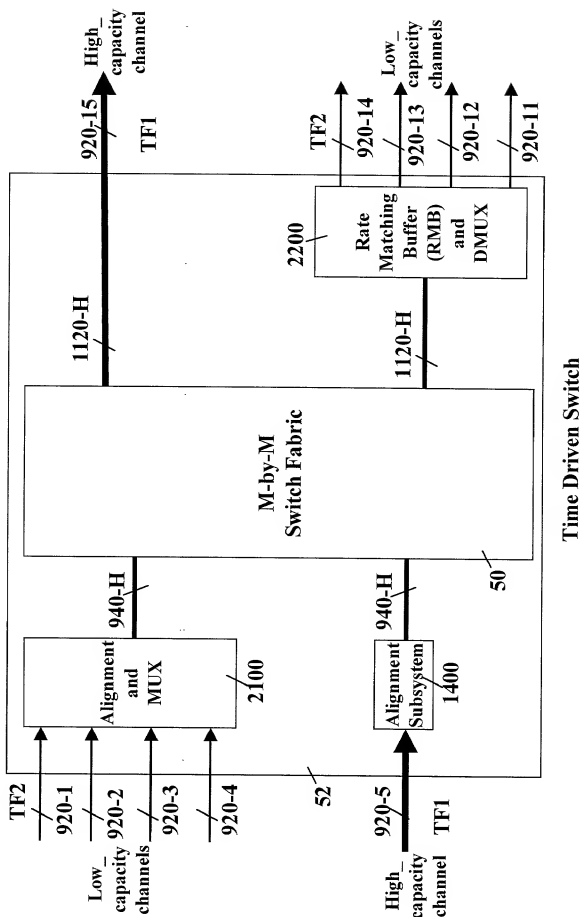 TF2
920-1
920-2
920-3
920-4
Low_
capacity
channels
Alignment
and
MUX
2100
940-H
High_
capacity
channel
920-5
TF1
Alignment
Subsystem
1400
940-H
52
M-by-M
Switch Fabric
50
1120-H
920-15
TF1
High_
capacity
channel
1120-H
2200
Rate
Matching
Buffer
(RMB)
and
DMUX
TF2
920-14
920-13
920-12
920-11
Low_
capacity
channels
Time Driven Switch